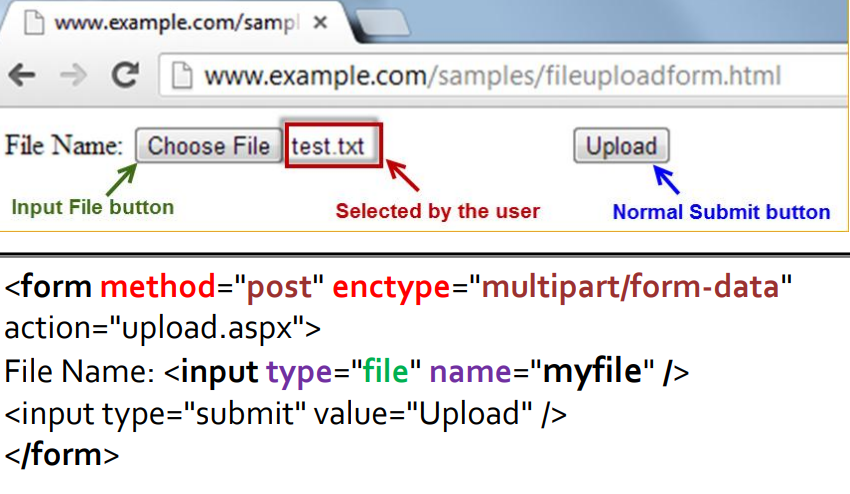 www.example.com/sampl
www.example.com/samples/fileuploadform.html
File Name: Choose File test.txt Upload
Input File button
Selected by the user
Normal Submit button
<form method="post" enctype="multipart/form-data"
action="upload.aspx">
File Name: <input type="file" name="myfile" />
<input type="submit" value="Upload" />
</form>